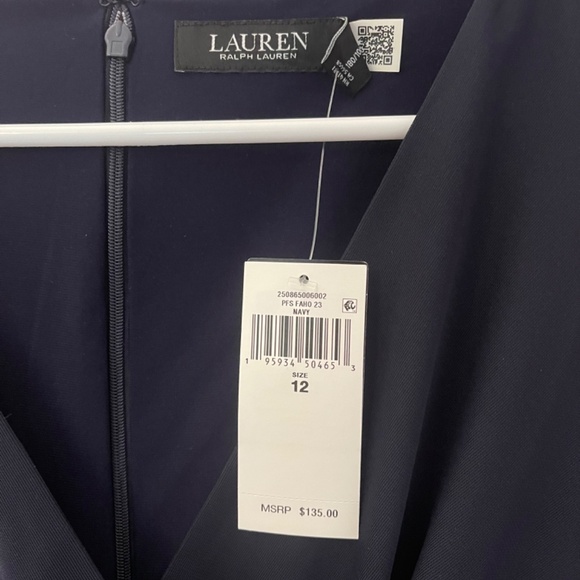 LAUREN
RALPH LAUREN
250865006002
PFS FAHO 23
NAVY
1 95934 50465 3
SIZE
12
MSRP $135.00